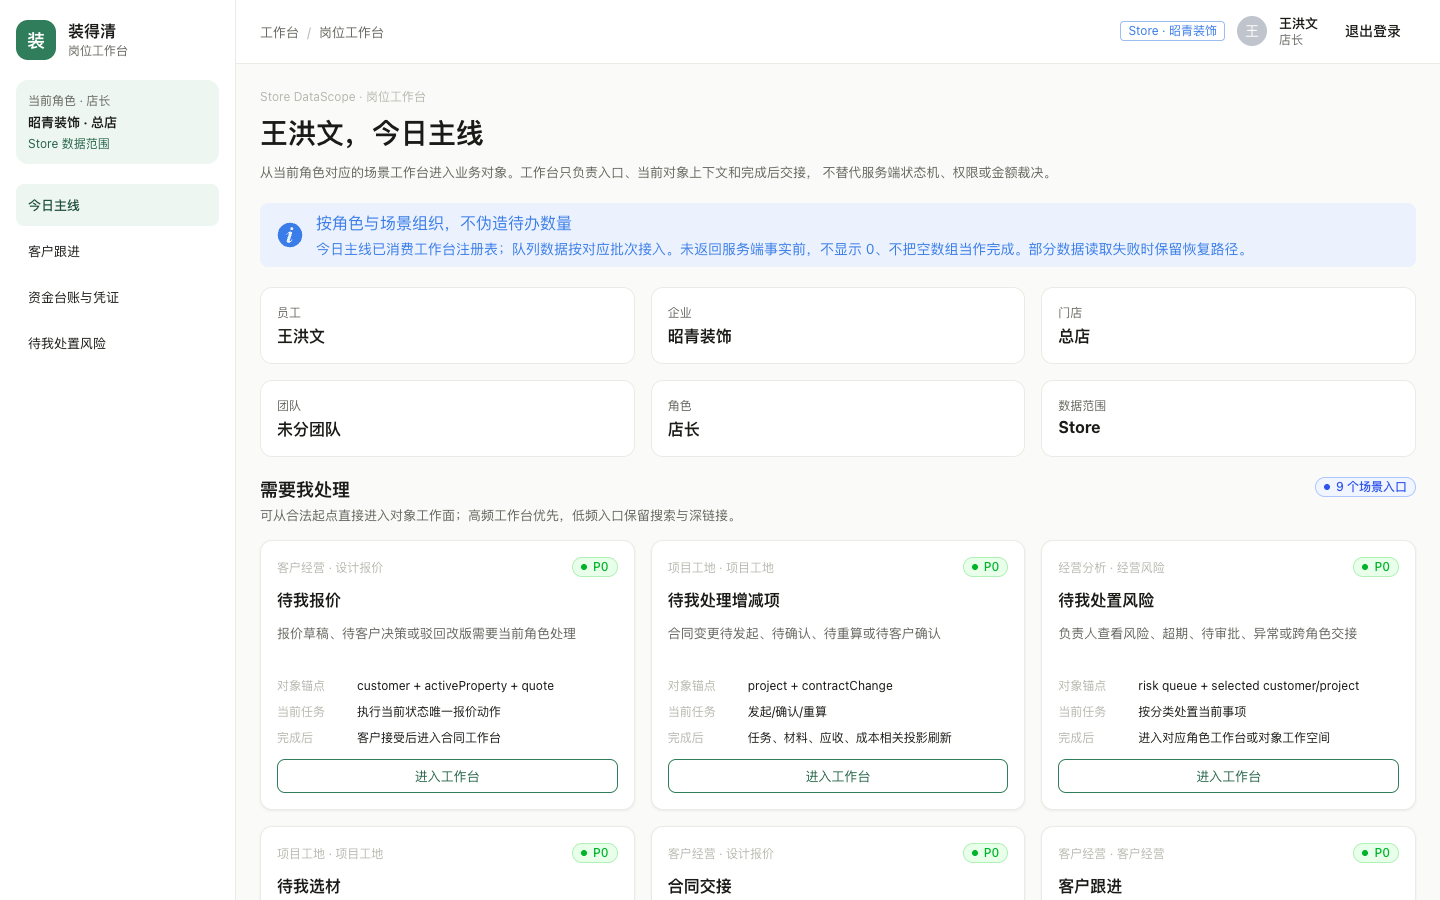 装
装得清
岗位工作台
当前角色 · 店长
昭青装饰 · 总店
Store 数据范围
今日主线
客户跟进
资金台账与凭证
待我处置风险
工作台 / 岗位工作台
Store · 昭青装饰
王
王洪文
店长
退出登录
Store DataScope · 岗位工作台
王洪文，今日主线
从当前角色对应的场景工作台进入业务对象。工作台只负责入口、当前对象上下文和完成后交接， 不替代服务端状态机、权限或金额裁决。
按角色与场景组织，不伪造待办数量
今日主线已消费工作台注册表；队列数据按对应批次接入。未返回服务端事实前，不显示 0、不把空数组当作完成。部分数据读取失败时保留恢复路径。
员工
王洪文
企业
昭青装饰
门店
总店
团队
未分团队
角色
店长
数据范围
Store
需要我处理
9 个场景入口
可从合法起点直接进入对象工作面；高频工作台优先，低频入口保留搜索与深链接。
客户经营 · 设计报价
P0
待我报价
报价草稿、待客户决策或驳回改版需要当前角色处理
对象锚点 customer + activeProperty + quote
当前任务 执行当前状态唯一报价动作
完成后 客户接受后进入合同工作台
进入工作台
项目工地 · 项目工地
P0
待我处理增减项
合同变更待发起、待确认、待重算或待客户确认
对象锚点 project + contractChange
当前任务 发起/确认/重算
完成后 任务、材料、应收、成本相关投影刷新
进入工作台
经营分析 · 经营风险
P0
待我处置风险
负责人查看风险、超期、待审批、异常或跨角色交接
对象锚点 risk queue + selected customer/project
当前任务 按分类处置当前事项
完成后 进入对应角色工作台或对象工作空间
进入工作台
项目工地 · 项目工地
P0
待我选材
客户经营 · 设计报价
P0
合同交接
客户经营 · 客户经营
P0
客户跟进